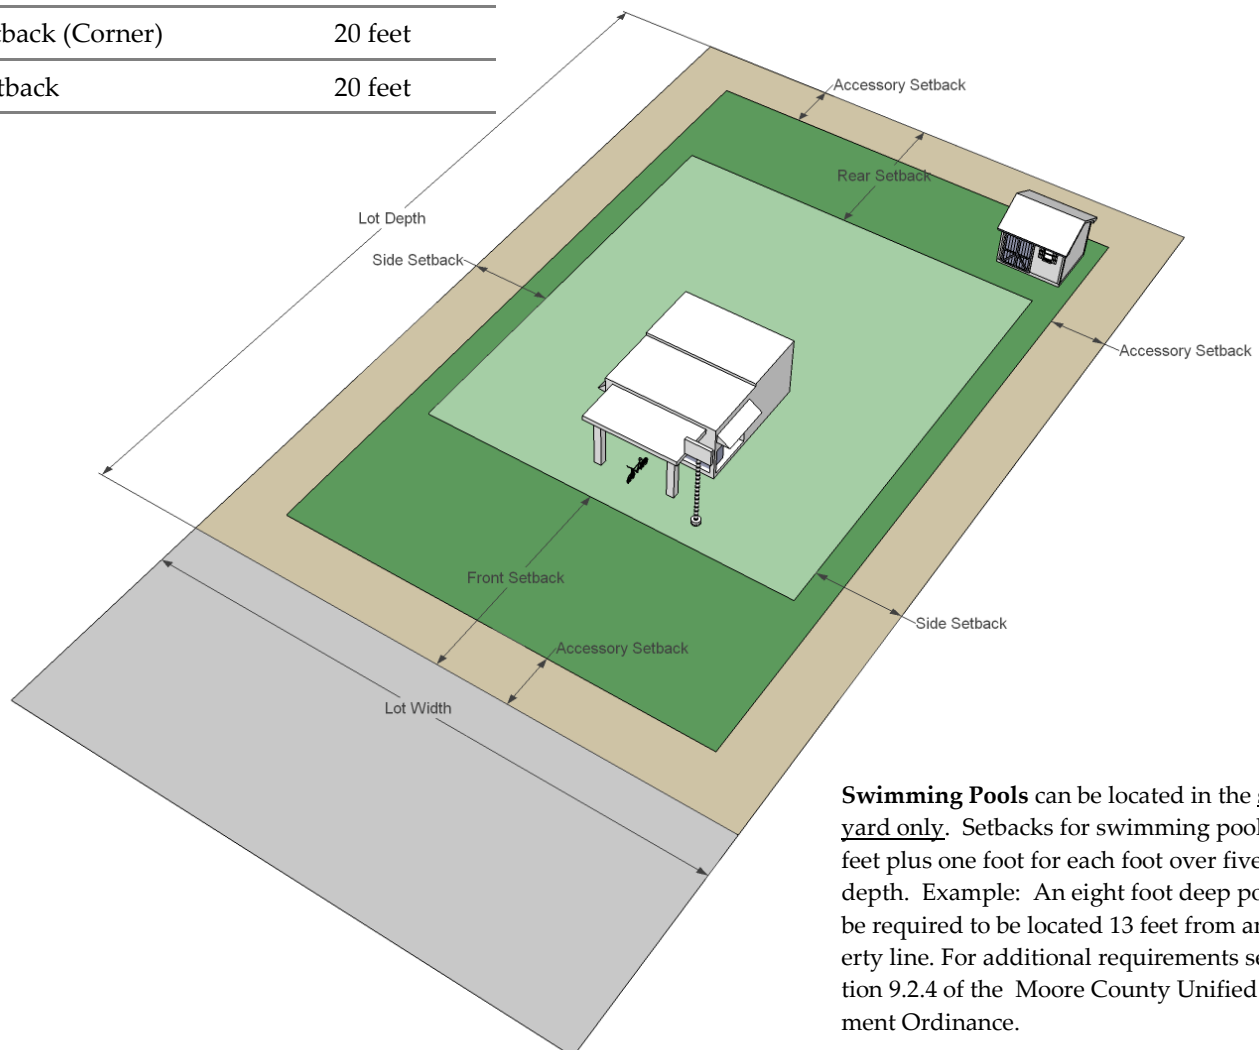 tback (Corner) 20 feet
tback 20 feet
Accessory Setback
Rear Setback
Lot Depth
Side Setback
Accessory Setback
Front Setback
Side Setback
Accessory Setback
Lot Width
Swimming Pools can be located in the
yard only. Setbacks for swimming pool
feet plus one foot for each foot over five
depth. Example: An eight foot deep po
be required to be located 13 feet from an
erty line. For additional requirements se
tion 9.2.4 of the Moore County Unified
ment Ordinance.